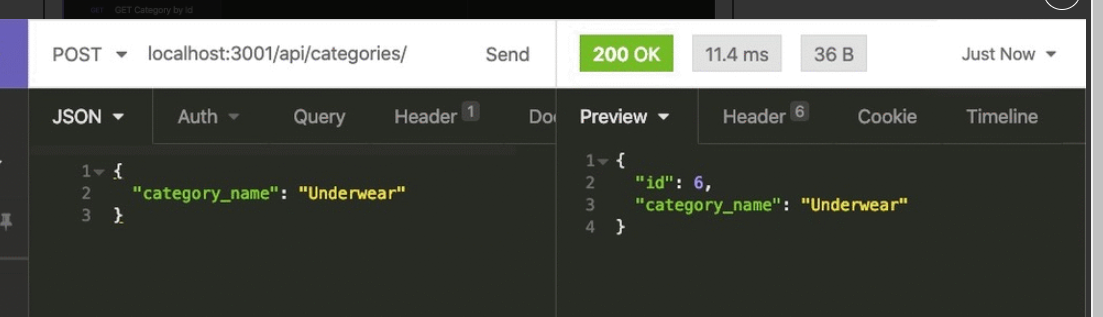 GET GET Category by Id
POST localhost:3001/api/categories/ Send 200 OK 11.4 ms 36 B Just Now
JSON Auth Query Header 1 Do Preview Header 6 Cookie Timeline
1 {
2 "category_name": "Underwear"
3 }
1 {
2 "id": 6,
3 "category_name": "Underwear"
4 }